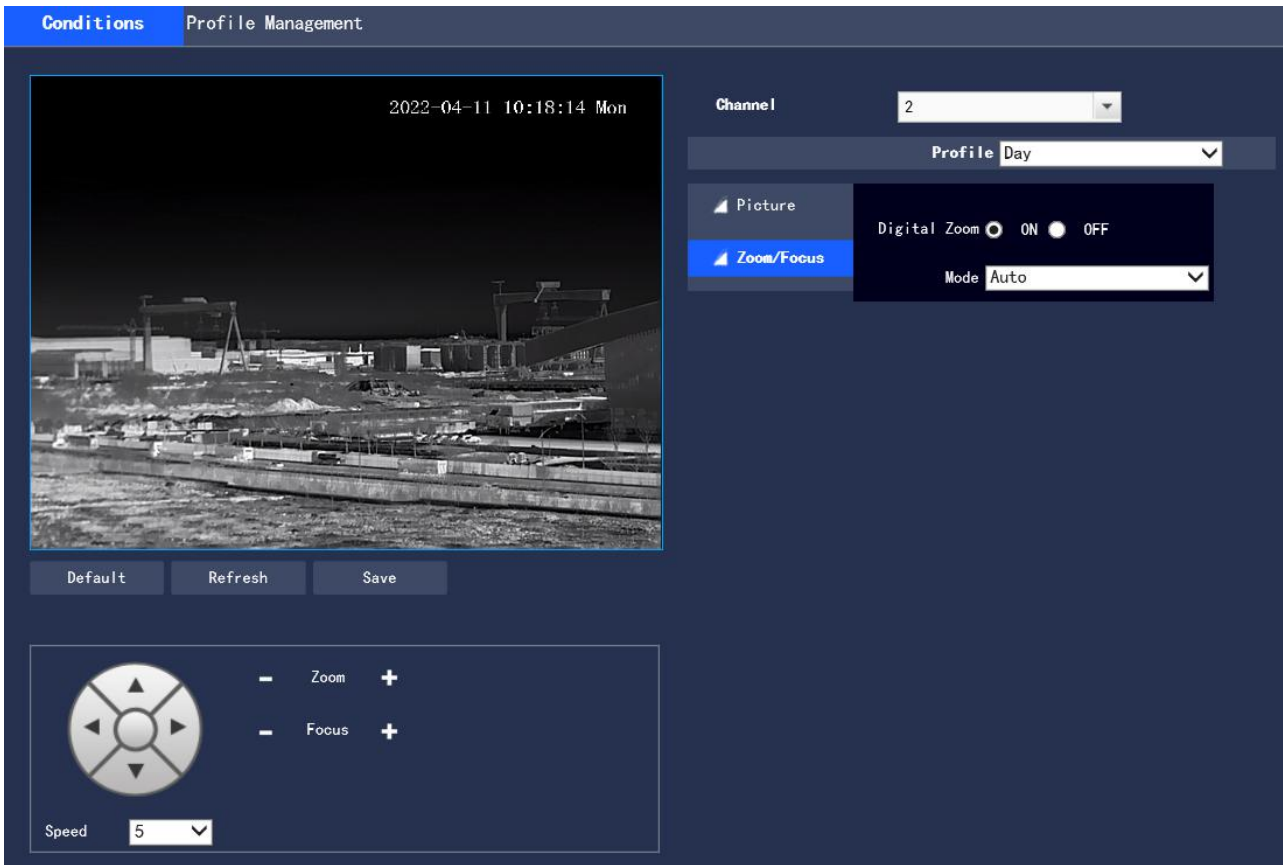 Conditions Profile Management
2022-04-11 10:18:14 Mon
Channel 2
Profile Day
Picture
Zoom/Focus
Digital Zoom ON OFF
Mode Auto
Default Refresh Save
- Zoom +
- Focus +
Speed 5